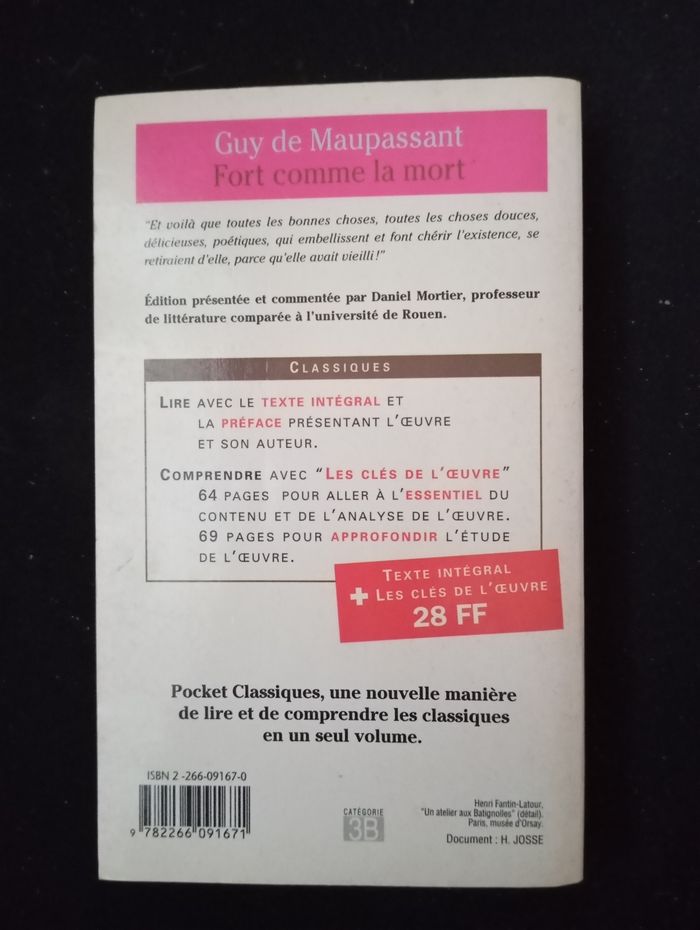 Guy de Maupassant
Fort comme la mort
"Et voilà que toutes les bonnes choses, toutes les choses douces,
délicieuses, poétiques, qui embellissent et font chérir l'existence, se
retiraient d'elle, parce qu'elle avait vieilli!"
Édition présentée et commentée par Daniel Mortier, professeur
de littérature comparée à l'université de Rouen.
CLASSIQUES
LIRE AVEC LE TEXTE INTÉGRAL ET
LA PRÉFACE PRÉSENTANT L'ŒUVRE
ET SON AUTEUR.
COMPRENDRE AVEC "LES CLÉS DE L'ŒUVRE"
64 PAGES POUR ALLER À L'ESSENTIEL DU
CONTENU ET DE L'ANALYSE DE L'ŒUVRE.
69 PAGES POUR APPROFONDIR L'ÉTUDE
DE L'ŒUVRE.
TEXTE INTÉGRAL
+ LES CLÉS DE L'ŒUVRE
28 FF
Pocket Classiques, une nouvelle manière
de lire et de comprendre les classiques
en un seul volume.
ISBN 2 -266-09167-0
9 782266 091671
CATÉGORIE
3B
Henri Fantin-Latour,
"Un atelier aux Batignolles" (détail).
Paris, musée d'Orsay.
Document : H. JOSSE